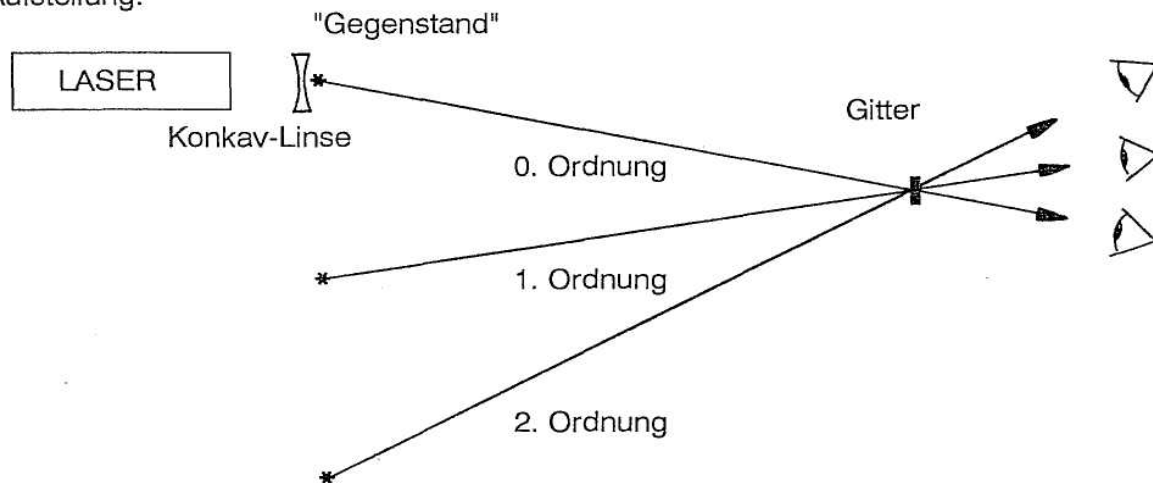 "Gegenstand"
LASER
Gitter
Konkav-Linse
0. Ordnung
1. Ordnung
2. Ordnung